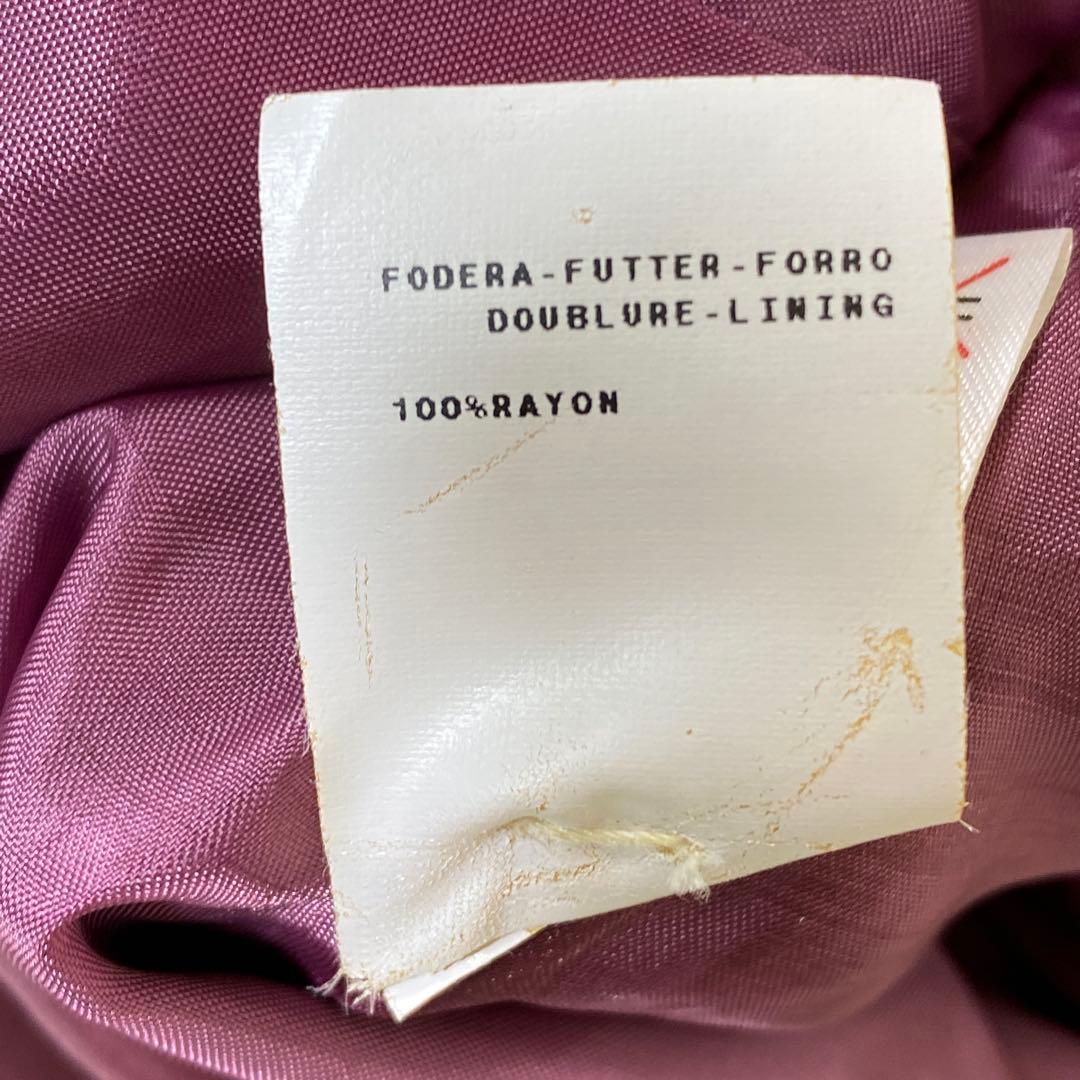 FODERA-FUTTER-FORRO
DOUBLURE-LINING
100%RAYON